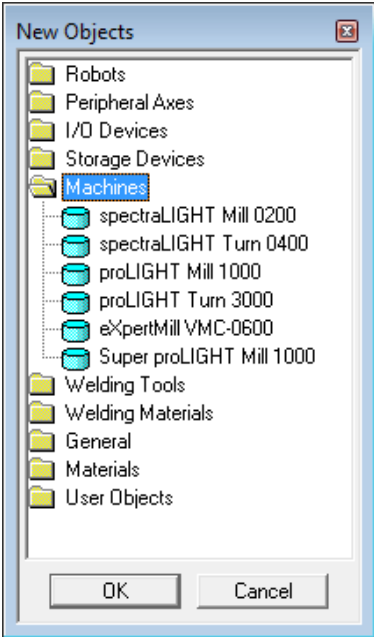 New Objects
Robots
Peripheral Axes
I/O Devices
Storage Devices
Machines
spectraLIGHT Mill 0200
spectraLIGHT Turn 0400
proLIGHT Mill 1000
proLIGHT Turn 3000
eXpertMill VMC-0600
Super proLIGHT Mill 1000
Welding Tools
Welding Materials
General
Materials
User Objects
OK Cancel